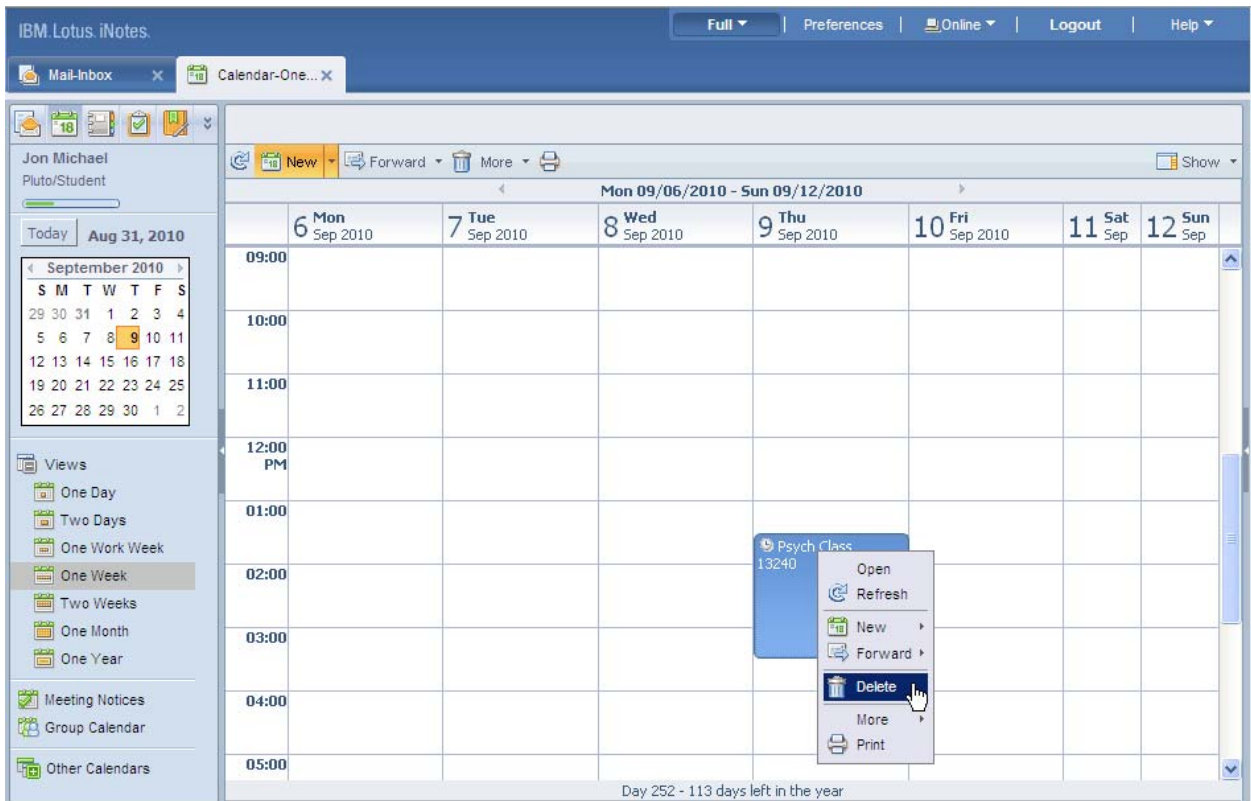 IBM.Lotus.iNotes.
Full | Preferences | Online | Logout | Help
Mail-Inbox
Calendar-One...
18
Jon Michael
Pluto/Student
New Forward More
Show
Mon 09/06/2010 - Sun 09/12/2010
Today Aug 31, 2010
6 Mon Sep 2010
7 Tue Sep 2010
8 Wed Sep 2010
9 Thu Sep 2010
10 Fri Sep 2010
11 Sat Sep
12 Sun Sep
September 2010
S M T W T F S
29 30 31 1 2 3 4
5 6 7 8 9 10 11
12 13 14 15 16 17 18
19 20 21 22 23 24 25
26 27 28 29 30 1 2
Views
One Day
Two Days
One Work Week
One Week
Two Weeks
One Month
One Year
Meeting Notices
Group Calendar
Other Calendars
09:00
10:00
11:00
12:00
PM
01:00
02:00
03:00
04:00
05:00
Psych Class
13240
Open
Refresh
New
Forward
Delete
More
Print
Day 252 - 113 days left in the year